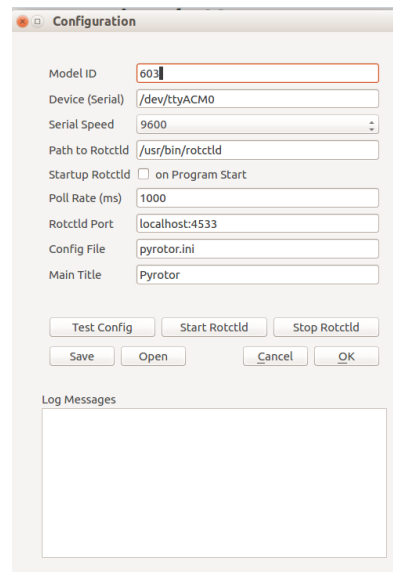 Configuration
Model ID 603
Device (Serial) /dev/ttyACM0
Serial Speed 9600
Path to Rotctld /usr/bin/rotctld
Startup Rotctld on Program Start
Poll Rate (ms) 1000
Rotctld Port localhost:4533
Config File pyrotor.ini
Main Title Pyrotor
Test Config Start Rotctld Stop Rotctld
Save Open Cancel OK
Log Messages